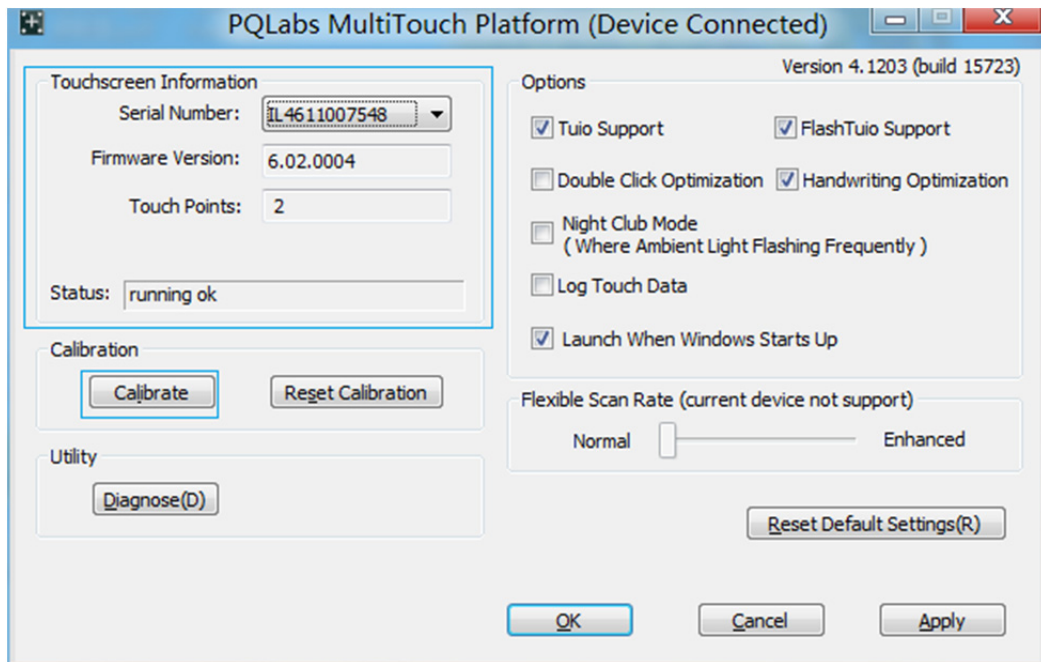 PQLabs MultiTouch Platform (Device Connected)
Version 4.1203 (build 15723)
Touchscreen Information
Serial Number: IL4611007548
Firmware Version: 6.02.0004
Touch Points: 2
Status: running ok
Calibration
Calibrate Reset Calibration
Utility
Diagnose(D)
Options
Tuio Support FlashTuio Support
Double Click Optimization Handwriting Optimization
Night Club Mode
( Where Ambient Light Flashing Frequently )
Log Touch Data
Launch When Windows Starts Up
Flexible Scan Rate (current device not support)
Normal Enhanced
Reset Default Settings(R)
OK Cancel Apply